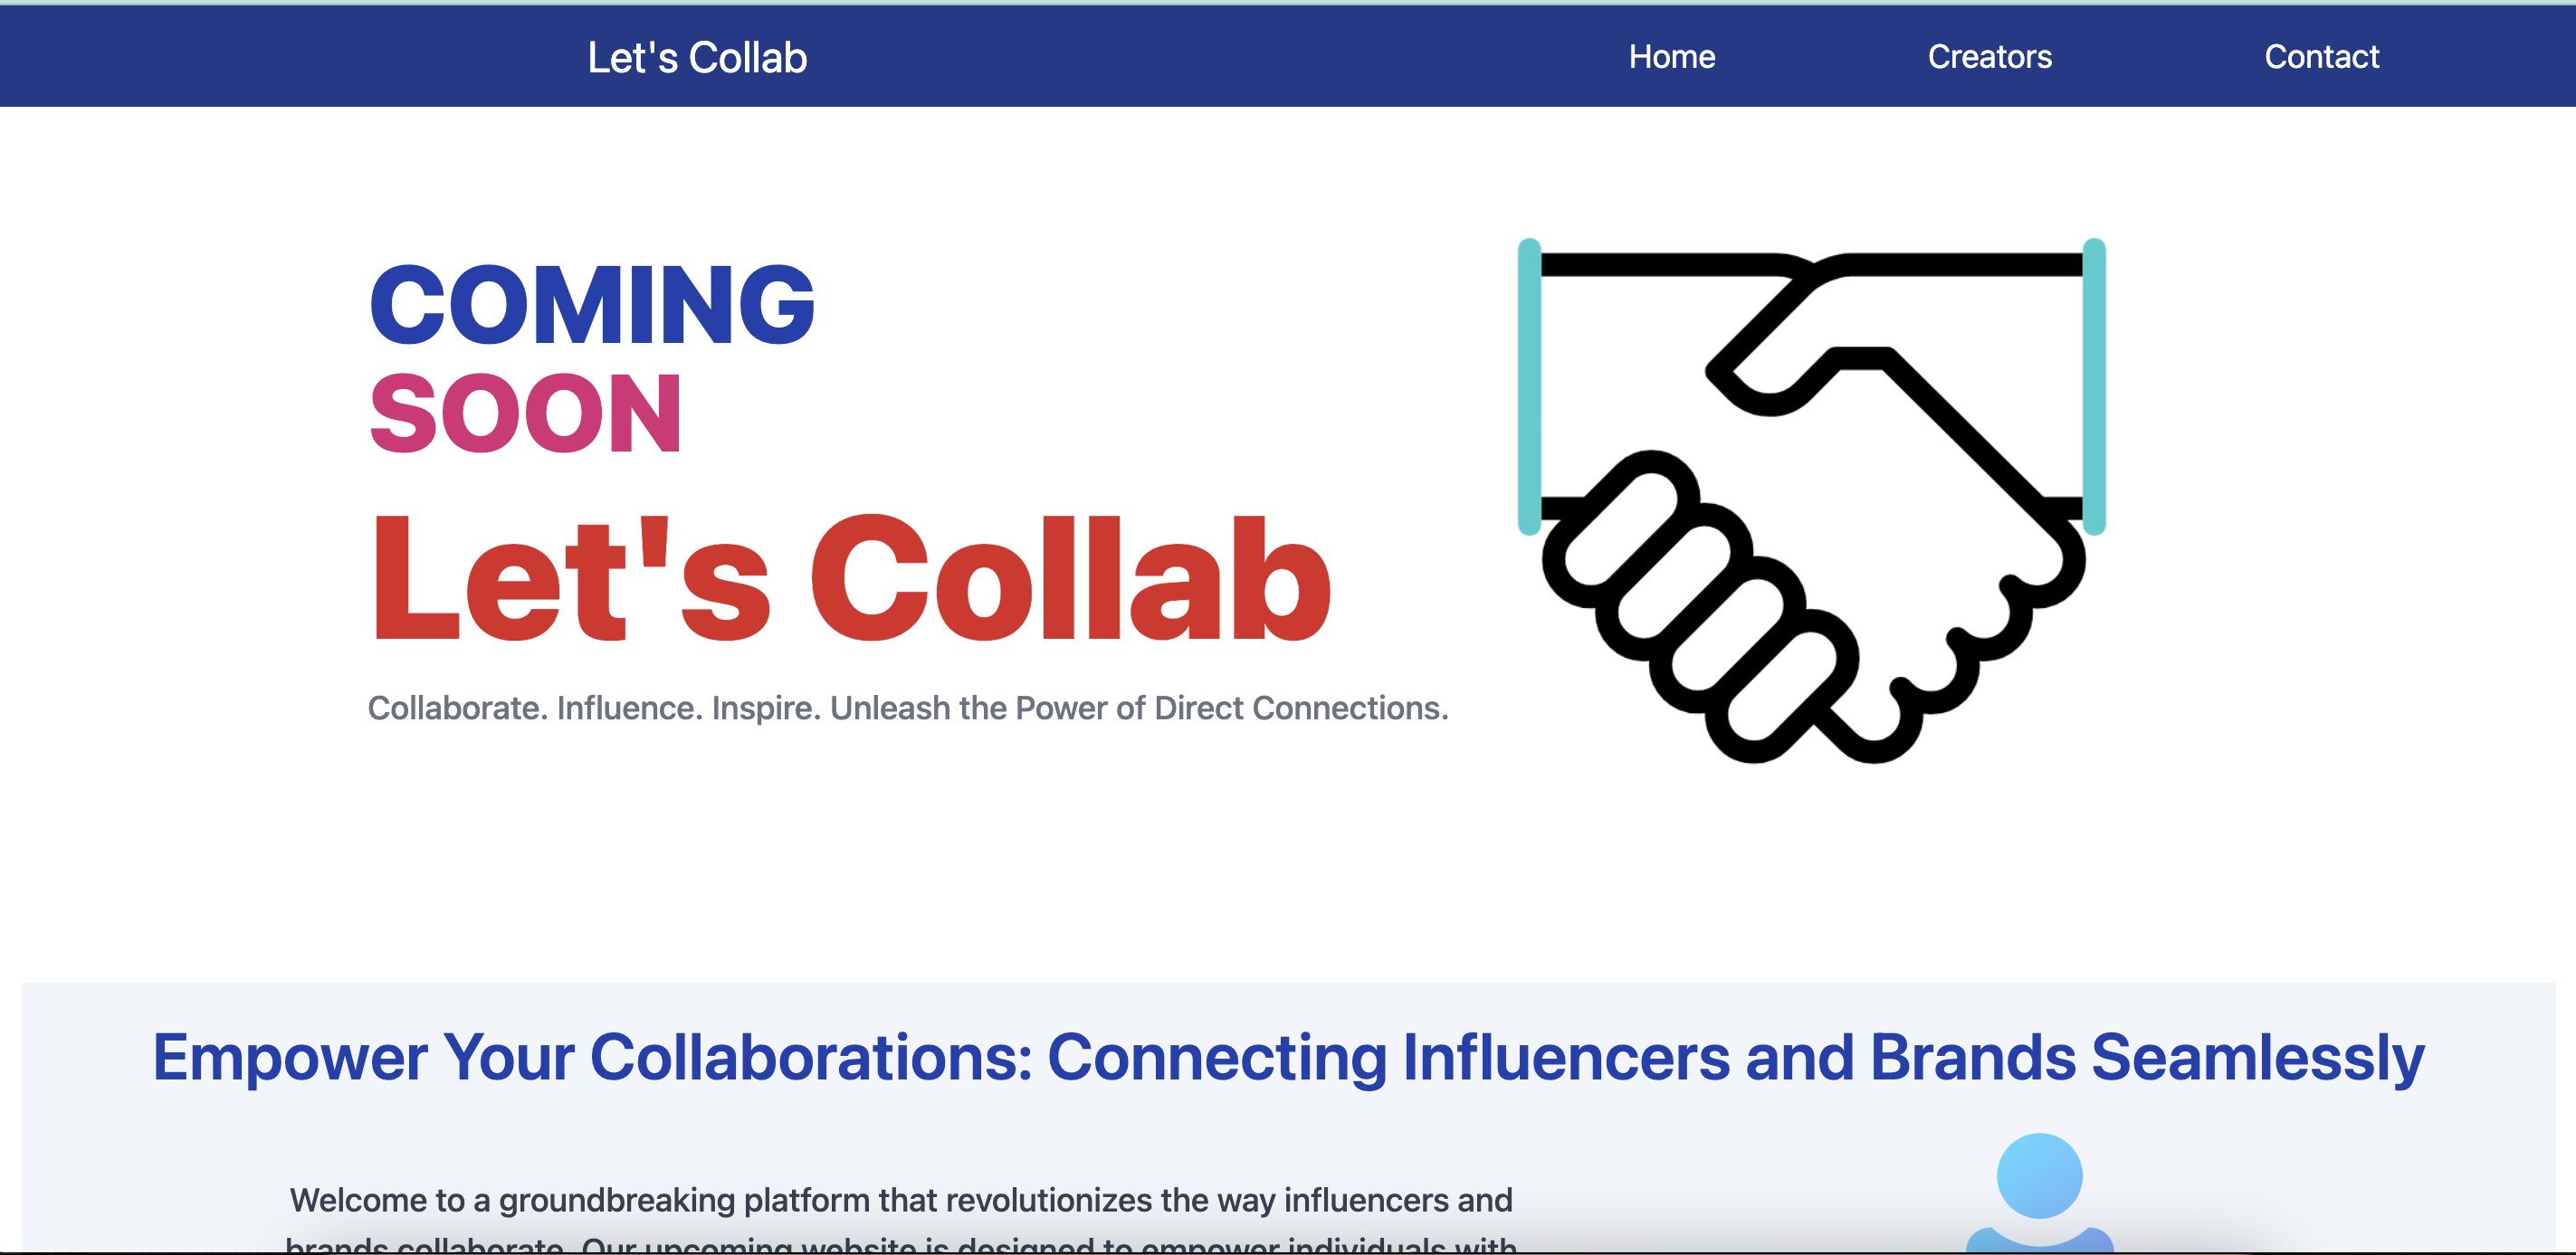 Let's Collab
Home
Creators
Contact
COMING
SOON
Let's Collab
Collaborate. Influence. Inspire. Unleash the Power of Direct Connections.
Empower Your Collaborations: Connecting Influencers and Brands Seamlessly
Welcome to a groundbreaking platform that revolutionizes the way influencers and
brands collaborate. Our upcoming website is designed to empower individuals with